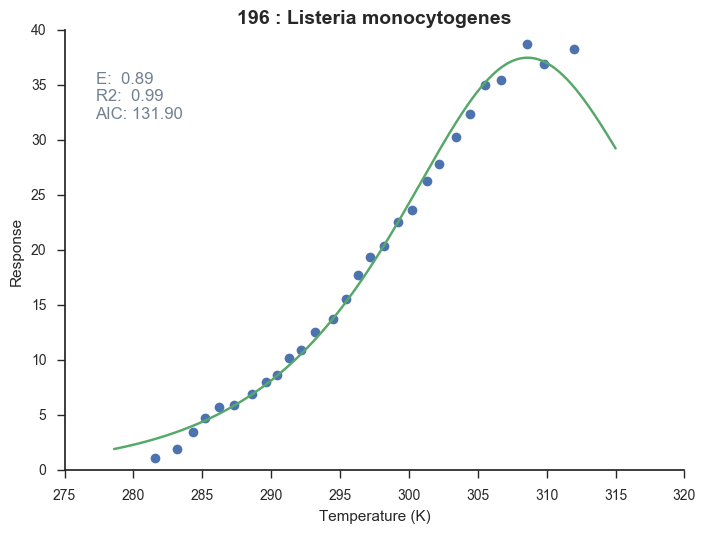 196 : Listeria monocytogenes
E: 0.89
R2: 0.99
AIC: 131.90
Response
40
35
30
25
20
15
10
5
0
275 280 285 290 295 300 305 310 315 320
Temperature (K)